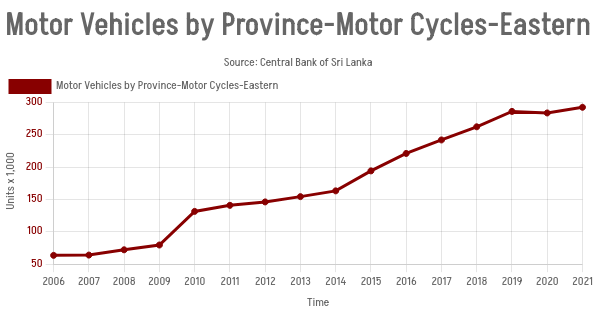 Motor Vehicles by Province-Motor Cycles-Eastern
Source: Central Bank of Sri Lanka
Motor Vehicles by Province-Motor Cycles-Eastern
Units x 1,000
300
250
200
150
100
50
2006 2007 2008 2009 2010 2011 2012 2013 2014 2015 2016 2017 2018 2019 2020 2021
Time